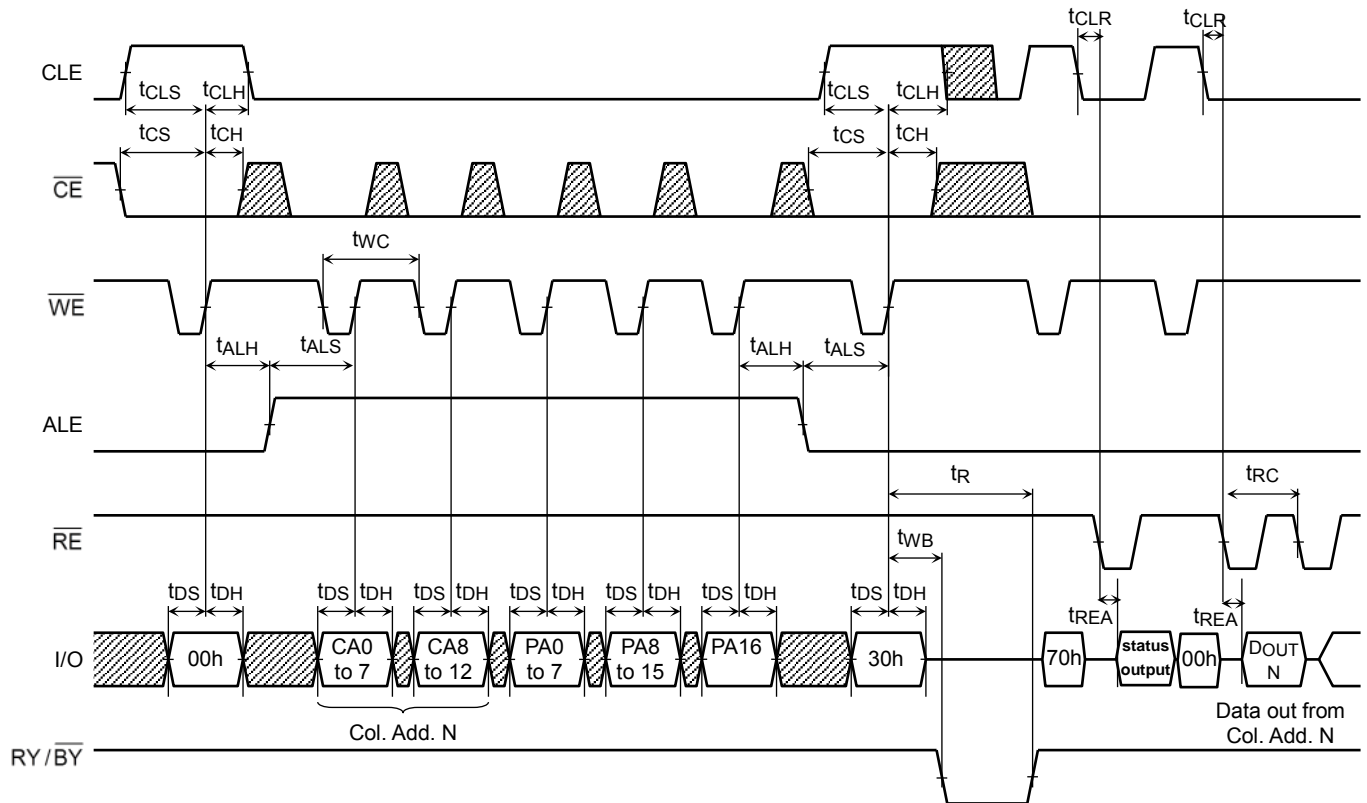 tCLR tCLR
CLE
tCLS tCLH tCLS tCLH
tCS tCH tCS tCH
CE
tWC
WE
tALH tALS tALH tALS
ALE
tR tRC
RE
tWB
tDS tDH tDS tDH tDS tDH tDS tDH tDS tDH tDS tDH tDS tDH
tREA tREA
I/O
00h
CA0 to 7
CA8 to 12
PA0 to 7
PA8 to 15
PA16
30h
70h
status output
00h
DOUT N
Col. Add. N
Data out from
Col. Add. N
RY/BY